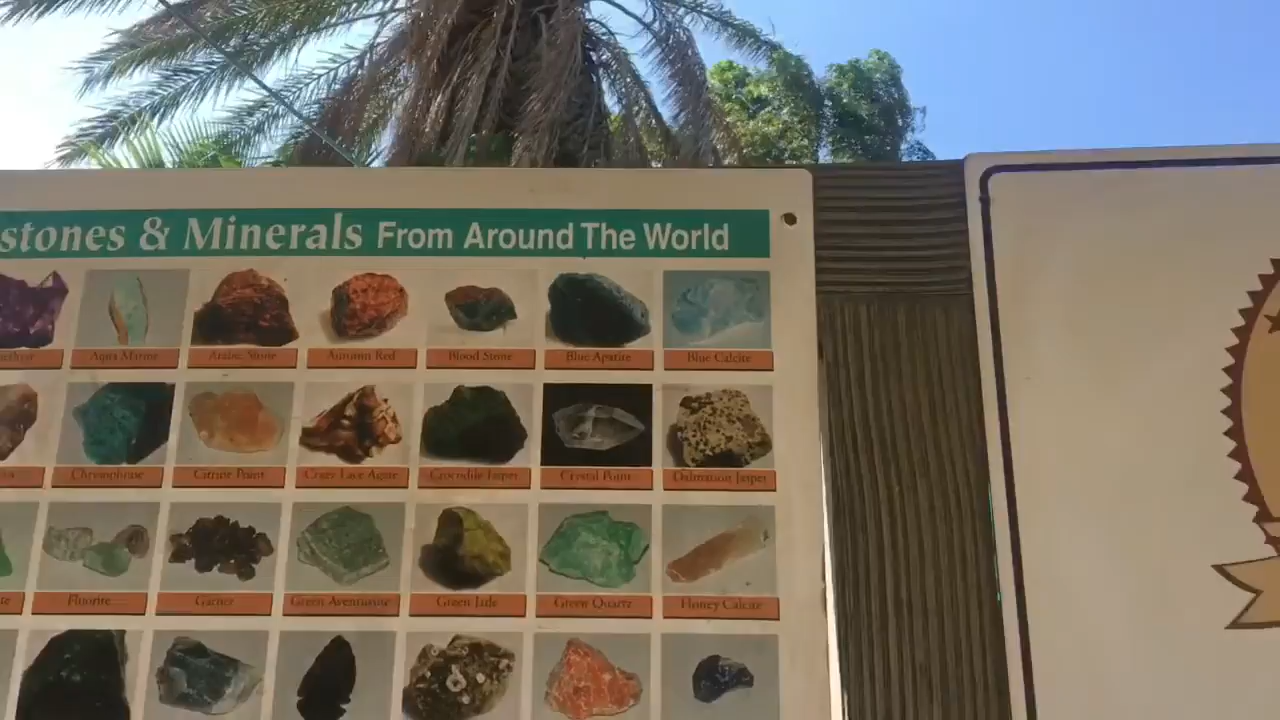 stones & Minerals From Around The World
Aqua Marine
Arabic Stone
Autumn Red
Blood Stone
Blue Apatite
Blue Calcite
Chrysophrase
Citrine Point
Crazy Lace Agate
Crocodile Jasper
Crystal Point
Dalmation Jasper
Fluorite
Garnet
Green Aventurine
Green Jade
Green Quartz
Honey Calcite